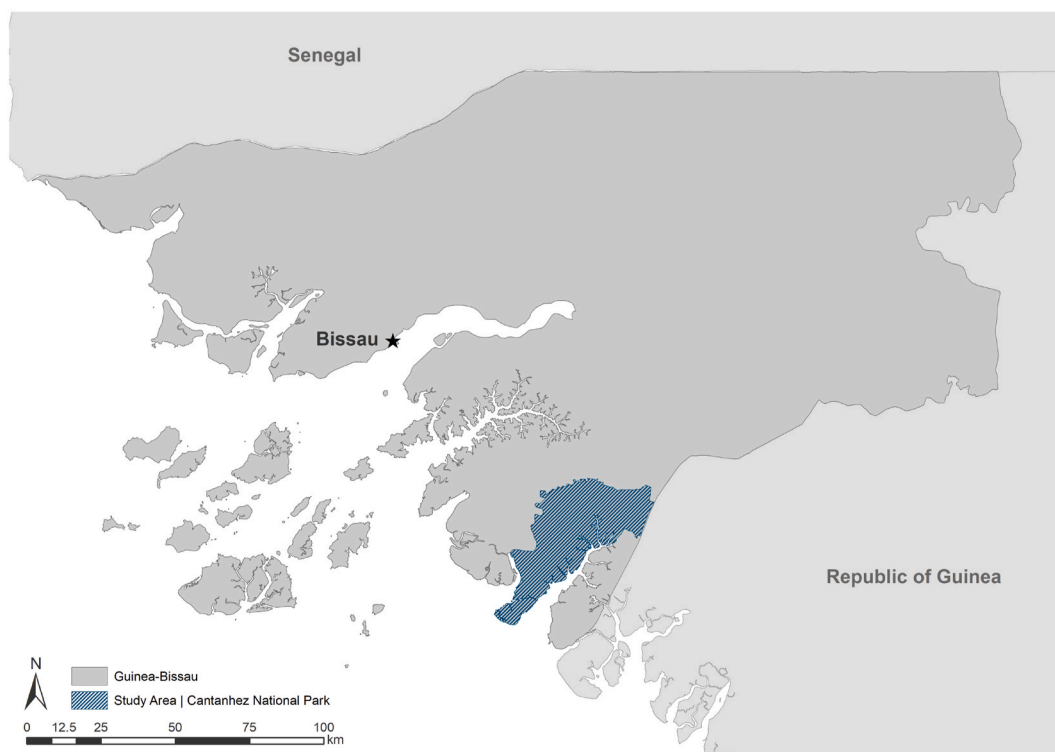 Senegal
Bissau
Republic of Guinea
N
Guinea-Bissau
Study Area | Cantanhez National Park
0 12.5 25 50 75 100
km